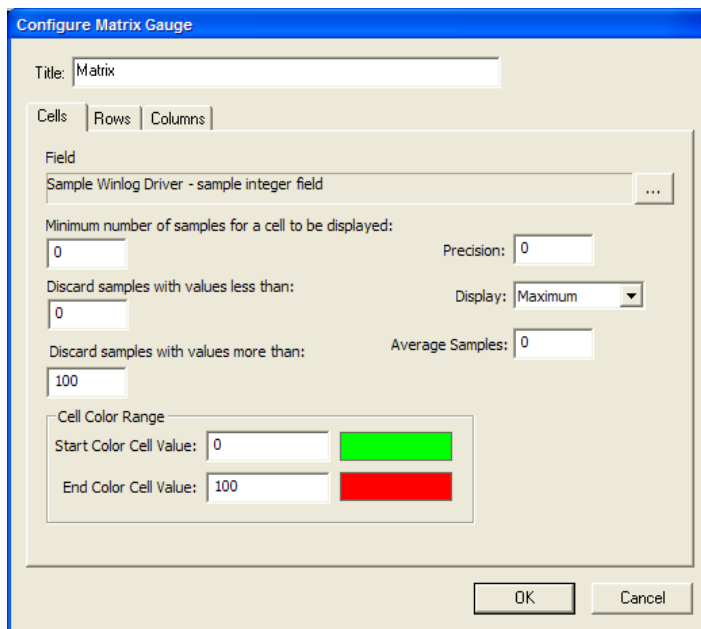 Configure Matrix Gauge
Title: Matrix
Cells Rows Columns
Field
Sample Winlog Driver - sample integer field ...
Minimum number of samples for a cell to be displayed:
0
Precision: 0
Discard samples with values less than:
0
Display: Maximum
Discard samples with values more than:
100
Average Samples: 0
Cell Color Range
Start Color Cell Value: 0
End Color Cell Value: 100
OK Cancel